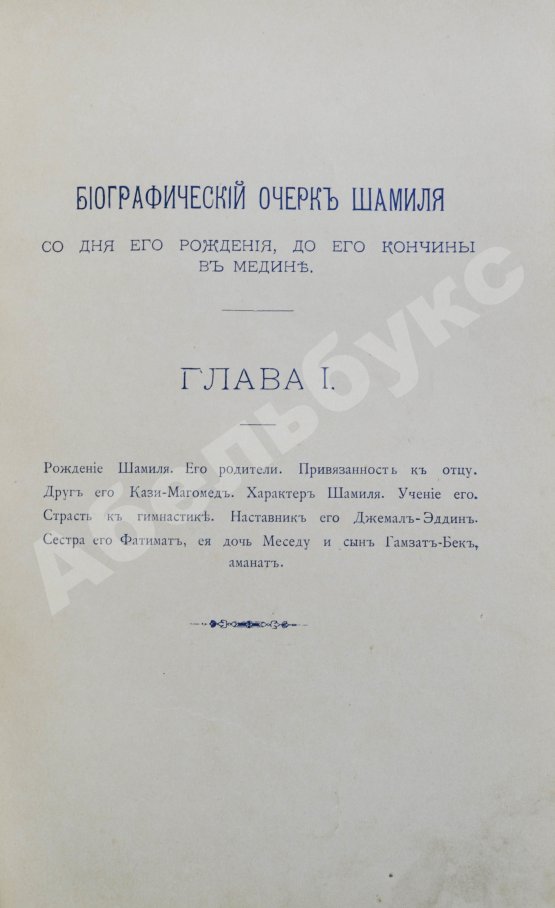 БІОГРАФИЧЕСКІЙ ОЧЕРКЪ ШАМИЛЯ
СО ДНЯ ЕГО РОЖДЕНІЯ, ДО ЕГО КОНЧИНЫ
ВЪ МЕДИНѢ.
ГЛАВА I.
Рожденіе Шамиля. Его родители. Привязанность къ отцу.
Другъ его Кази-Магомедъ. Характеръ Шамиля. Ученіе его.
Страсть къ гимнастикѣ. Наставникъ его Джемалъ-Эддинъ.
Сестра его Фатиматъ, ея дочь Меседу и сынъ Гамзатъ-Бекъ,
аманатъ.
Абельбукс